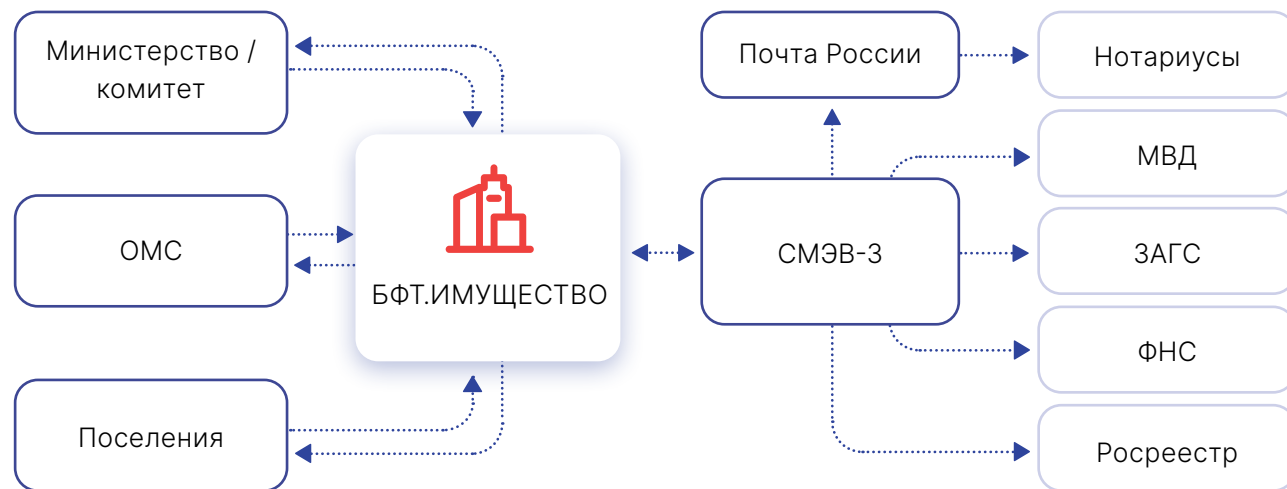 Министерство /
комитет
ОМС
Поселения
БФТ.ИМУЩЕСТВО
Почта России
СМЭВ-3
Нотариусы
МВД
ЗАГС
ФНС
Росреестр